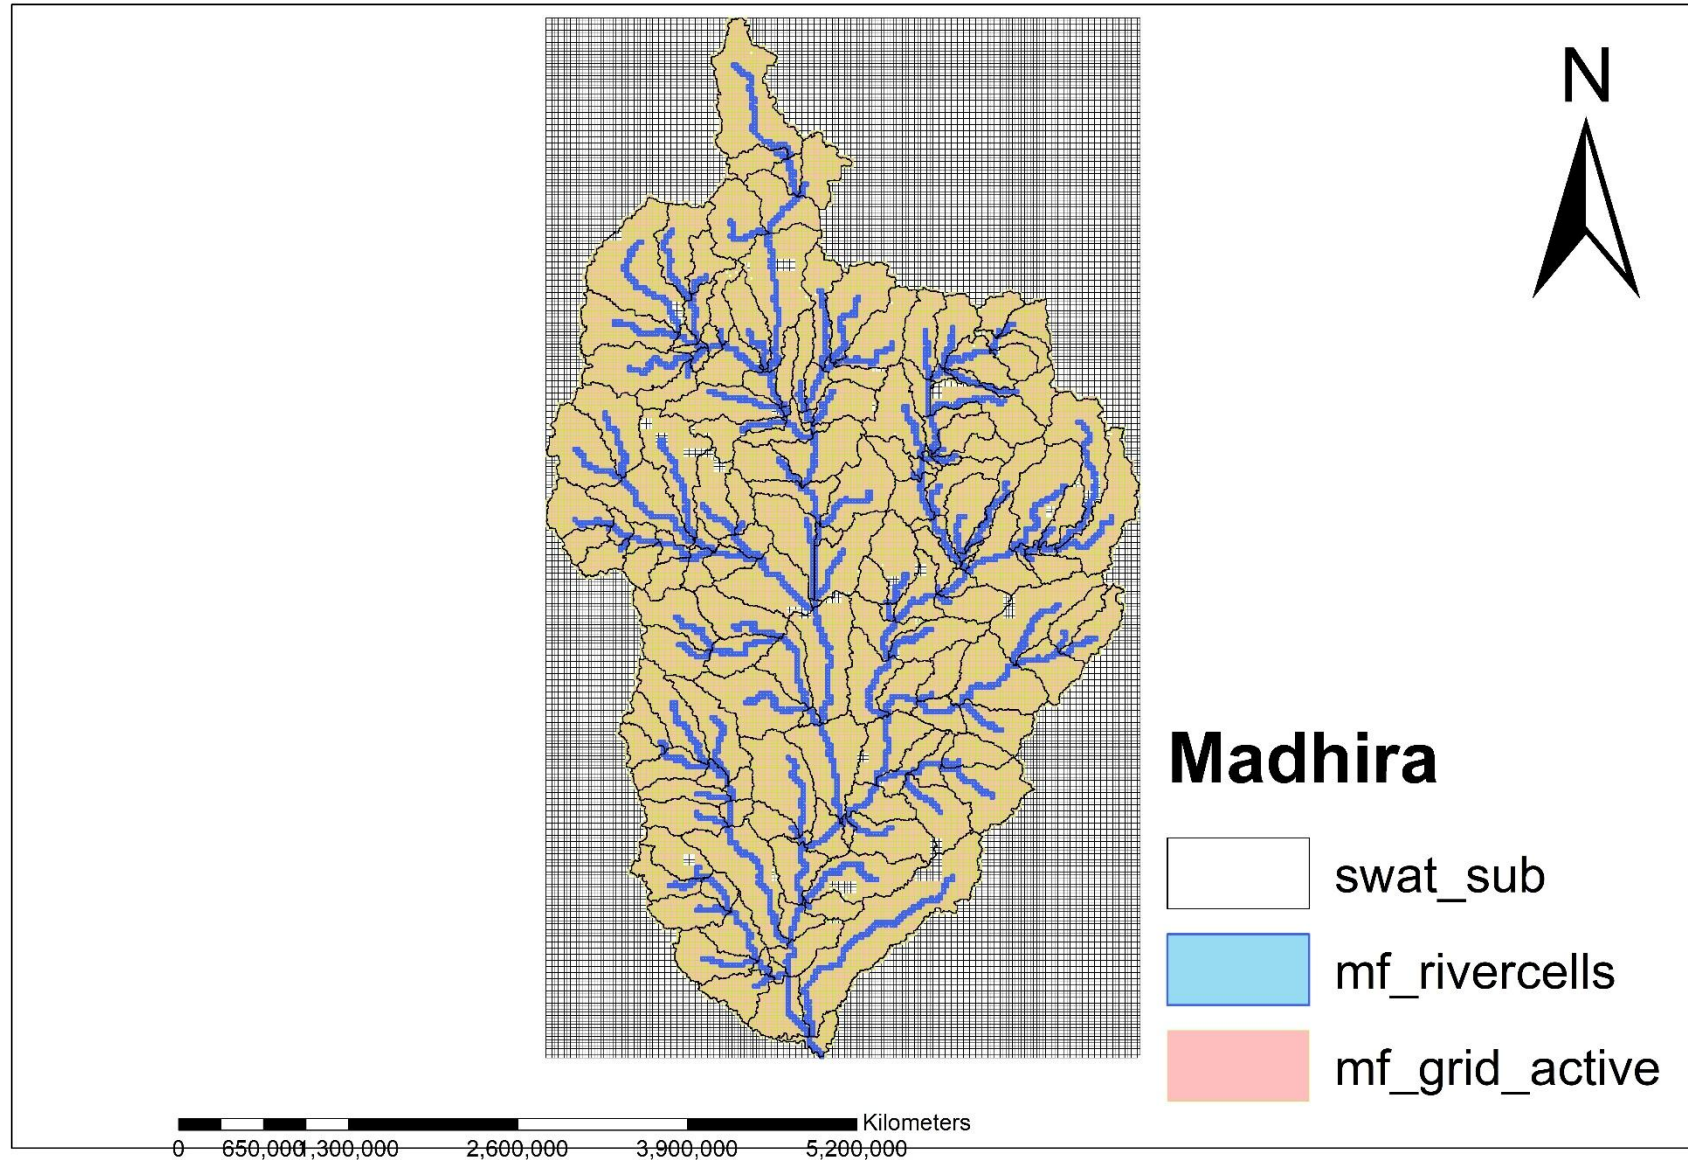 N
Madhira
swat_sub
mf_rivercells
mf_grid_active
Kilometers
0 650,000 1,300,000 2,600,000 3,900,000 5,200,000